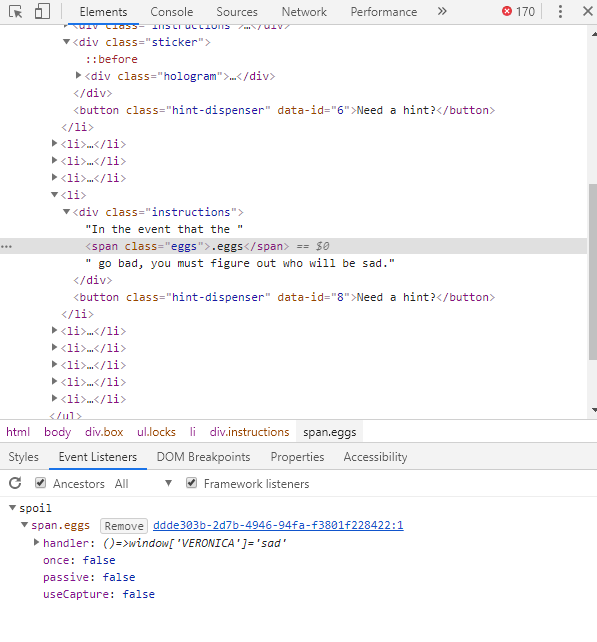 Elements Console Sources Network Performance » 170
<div class="instructions">…</div>
<div class="sticker">
::before
<div class="hologram">…</div>
</div>
<button class="hint-dispenser" data-id="6">Need a hint?</button>
</li>
<li>…</li>
<li>…</li>
<li>…</li>
<li>
<div class="instructions">
"In the event that the "
… <span class="eggs">.eggs</span> == $0
" go bad, you must figure out who will be sad."
</div>
<button class="hint-dispenser" data-id="8">Need a hint?</button>
</li>
<li>…</li>
<li>…</li>
<li>…</li>
<li>…</li>
<li>…</li>
</ul>
html body div.box ul.locks li div.instructions span.eggs
Styles Event Listeners DOM Breakpoints Properties Accessibility
Ancestors All Framework listeners
spoil
span.eggs Remove ddde303b-2d7b-4946-94fa-f3801f228422:1
handler: ()=>window['VERONICA']='sad'
once: false
passive: false
useCapture: false